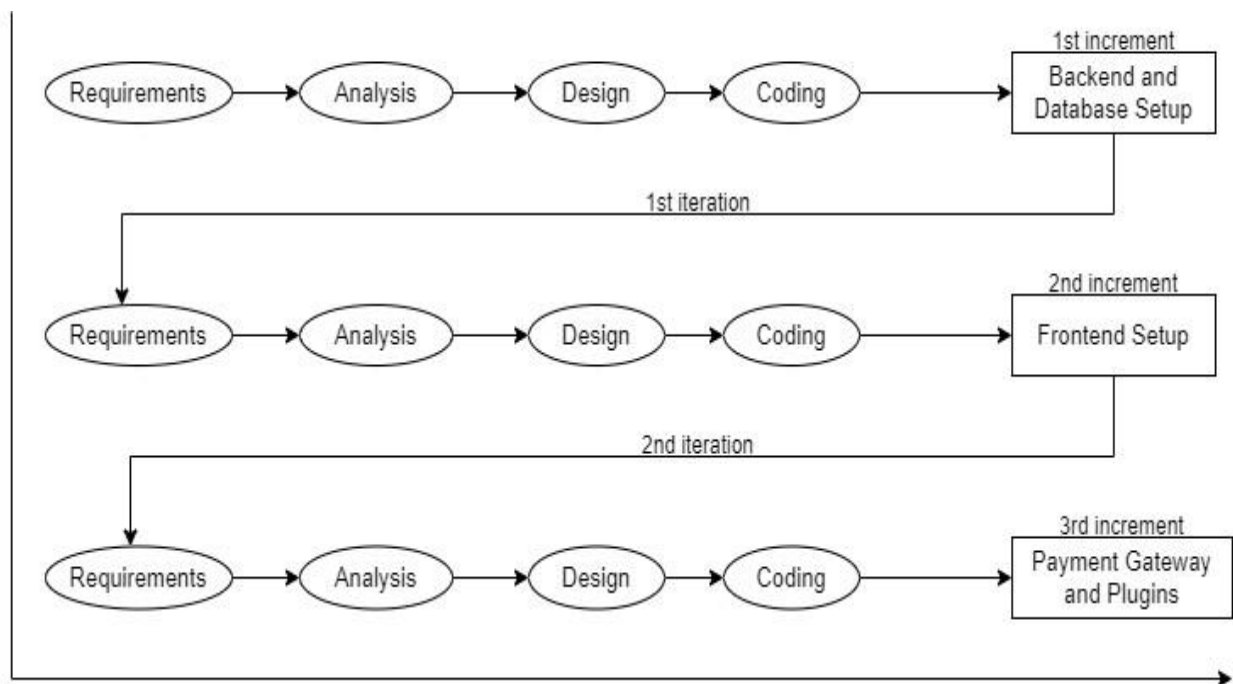 1st increment
Requirements
Analysis
Design
Coding
Backend and
Database Setup
1st iteration
2nd increment
Requirements
Analysis
Design
Coding
Frontend Setup
2nd iteration
3rd increment
Requirements
Analysis
Design
Coding
Payment Gateway
and Plugins